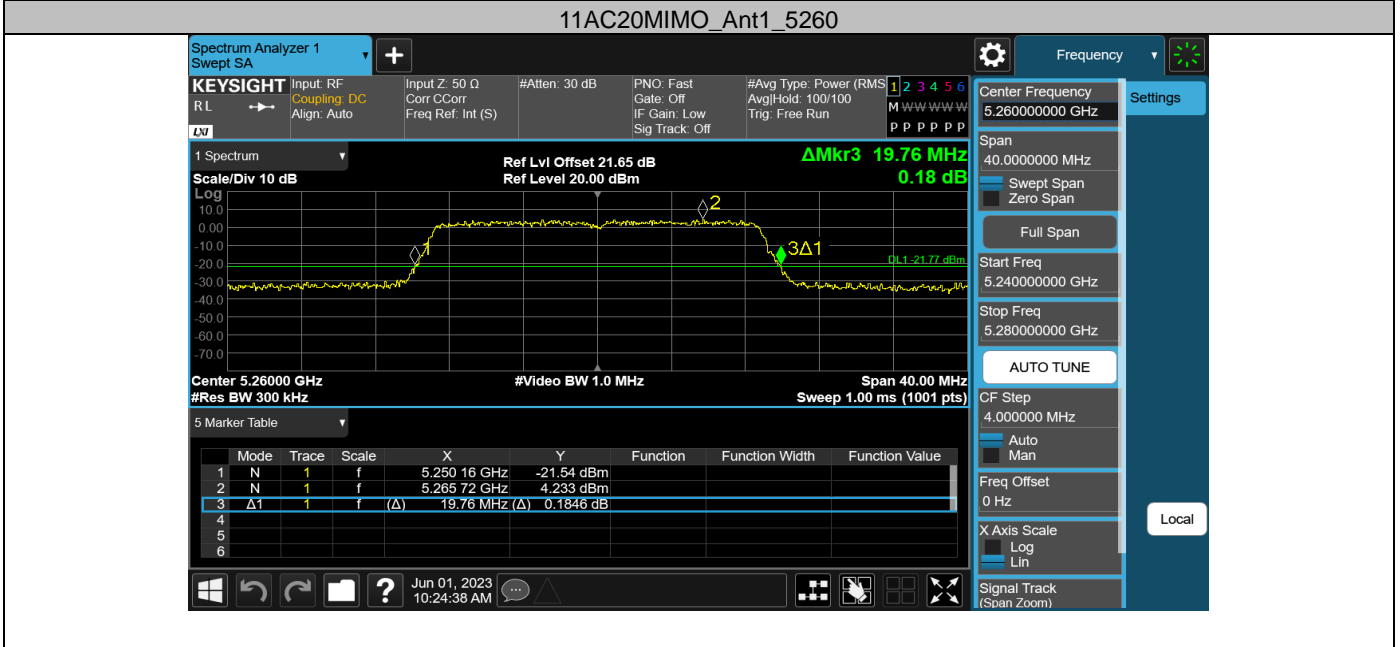 11AC20MIMO_Ant1_5260
Spectrum Analyzer 1
Swept SA
Frequency
KEYSIGHT
RL
LXI
Input: RF
Coupling: DC
Align: Auto
Input Z: 50 Ω
Corr CCorr
Freq Ref: Int (S)
#Atten: 30 dB
PNO: Fast
Gate: Off
IF Gain: Low
Sig Track: Off
#Avg Type: Power (RMS
Avg|Hold: 100/100
Trig: Free Run
1 2 3 4 5 6
M W W W W W
P P P P P P
1 Spectrum
Scale/Div 10 dB
Ref Lvl Offset 21.65 dB
Ref Level 20.00 dBm
ΔMkr3 19.76 MHz
0.18 dB
Log
10.0
0.00
-10.0
-20.0
-30.0
-40.0
-50.0
-60.0
-70.0
1
2
3Δ1
DL1 -21.77 dBm
Center 5.26000 GHz
#Video BW 1.0 MHz
Span 40.00 MHz
#Res BW 300 kHz
Sweep 1.00 ms (1001 pts)
5 Marker Table
Mode Trace Scale X Y Function Function Width Function Value
1 N 1 f 5.250 16 GHz -21.54 dBm
2 N 1 f 5.265 72 GHz 4.233 dBm
3 Δ1 1 f (Δ) 19.76 MHz (Δ) 0.1846 dB
4
5
6
Jun 01, 2023
10:24:38 AM
Center Frequency
5.260000000 GHz
Span
40.0000000 MHz
Swept Span
Zero Span
Full Span
Start Freq
5.240000000 GHz
Stop Freq
5.280000000 GHz
AUTO TUNE
CF Step
4.000000 MHz
Auto
Man
Freq Offset
0 Hz
X Axis Scale
Log
Lin
Signal Track
(Span Zoom)
Settings
Local